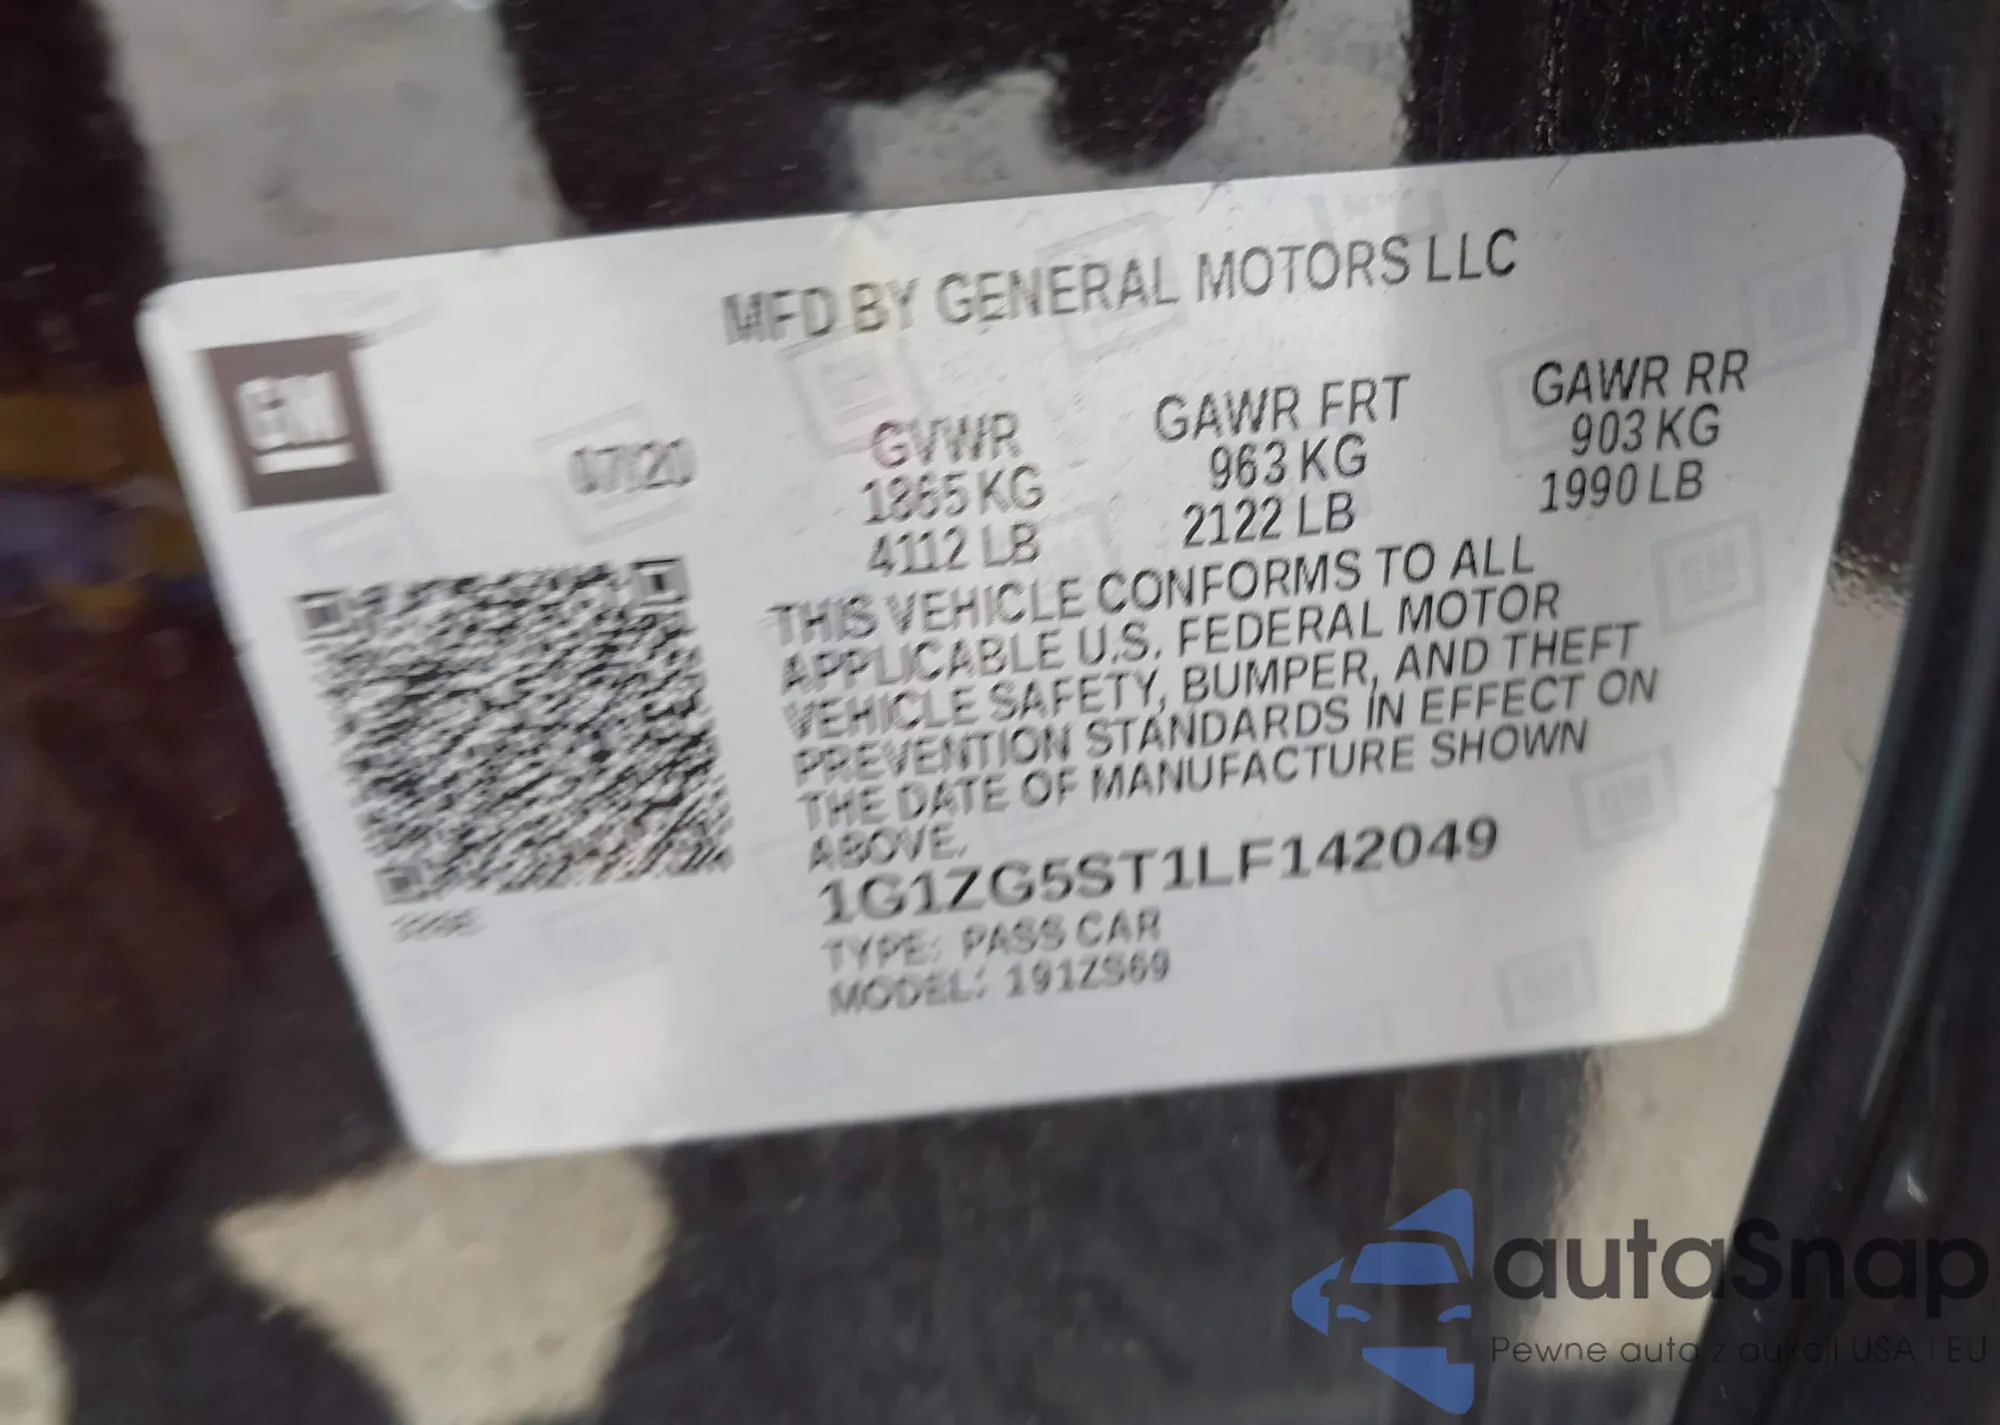 MFD BY GENERAL MOTORS LLC
GM
07/20
GVWR
1865 KG
4112 LB
GAWR FRT
963 KG
2122 LB
GAWR RR
903 KG
1990 LB
THIS VEHICLE CONFORMS TO ALL
APPLICABLE U.S. FEDERAL MOTOR
VEHICLE SAFETY, BUMPER, AND THEFT
PREVENTION STANDARDS IN EFFECT ON
THE DATE OF MANUFACTURE SHOWN
ABOVE.
1G1ZG5ST1LF142049
TYPE: PASS CAR
MODEL: 191ZS69
autaSnap
Pewne auta z aukcji USA i EU